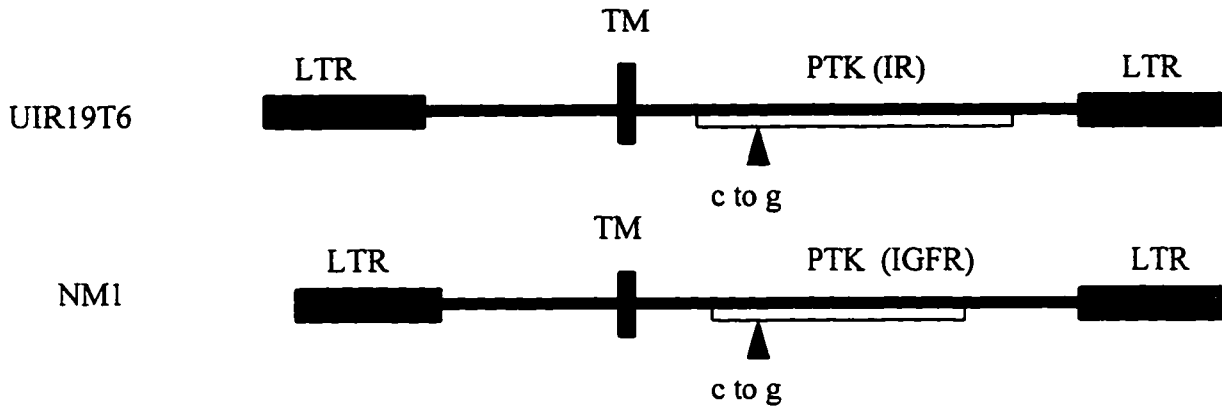 TM
LTR PTK (IR) LTR
UIR19T6
c to g
TM
LTR PTK (IGFR) LTR
NM1
c to g